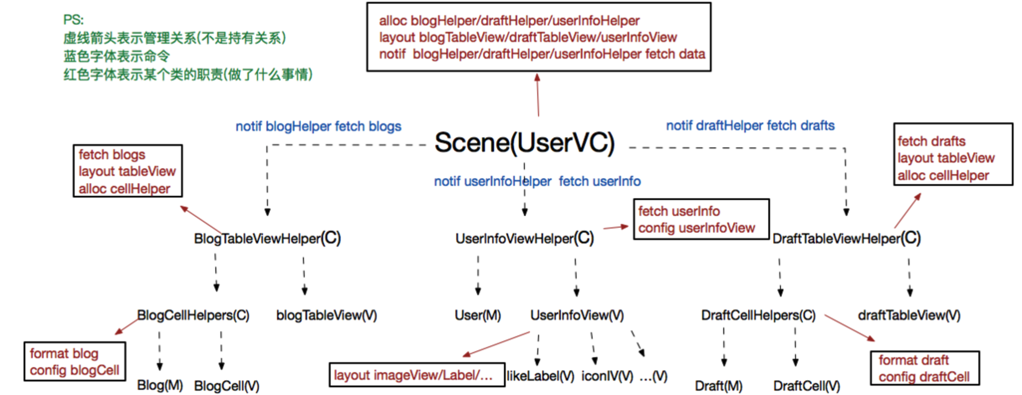 PS:
虚线箭头表示管理关系(不是持有关系)
蓝色字体表示命令
红色字体表示某个类的职责(做了什么事情)
alloc blogHelper/draftHelper/userInfoHelper
layout blogTableView/draftTableView/userInfoView
notif blogHelper/draftHelper/userInfoHelper fetch data
notif blogHelper fetch blogs
Scene(UserVC)
notif draftHelper fetch drafts
notif userInfoHelper fetch userInfo
fetch blogs
layout tableView
alloc cellHelper
fetch drafts
layout tableView
alloc cellHelper
fetch userInfo
config userInfoView
BlogTableViewHelper(C)
UserInfoViewHelper(C)
DraftTableViewHelper(C)
BlogCellHelpers(C)
blogTableView(V)
User(M)
UserInfoView(V)
DraftCellHelpers(C)
draftTableView(V)
format blog
config blogCell
Blog(M)
BlogCell(V)
layout imageView/Label/...
likeLabel(V)
iconIV(V)
...(V)
Draft(M)
DraftCell(V)
format draft
config draftCell